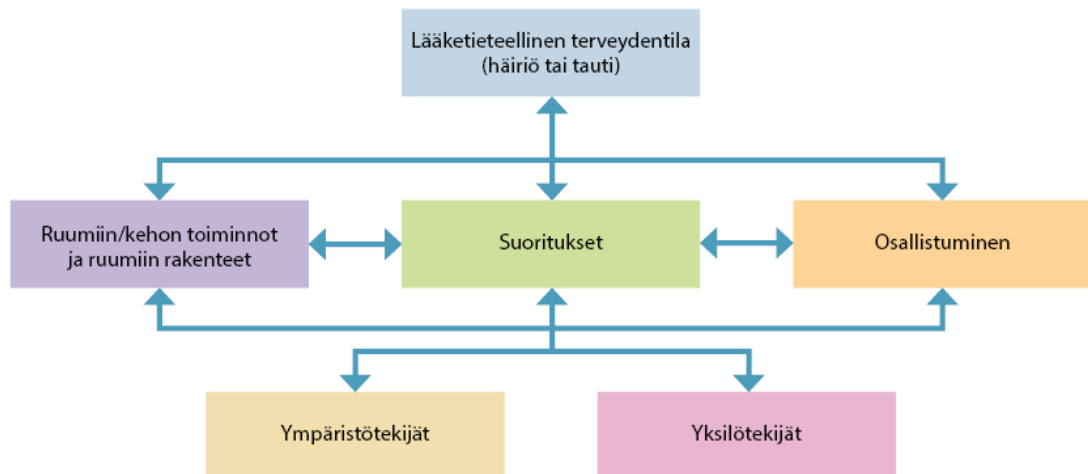 Lääketieteellinen terveydentila
(häiriö tai tauti)
Ruumiin/kehon toiminnot
ja ruumiin rakenteet
Suoritukset
Osallistuminen
Ympäristötekijät
Yksilötekijät